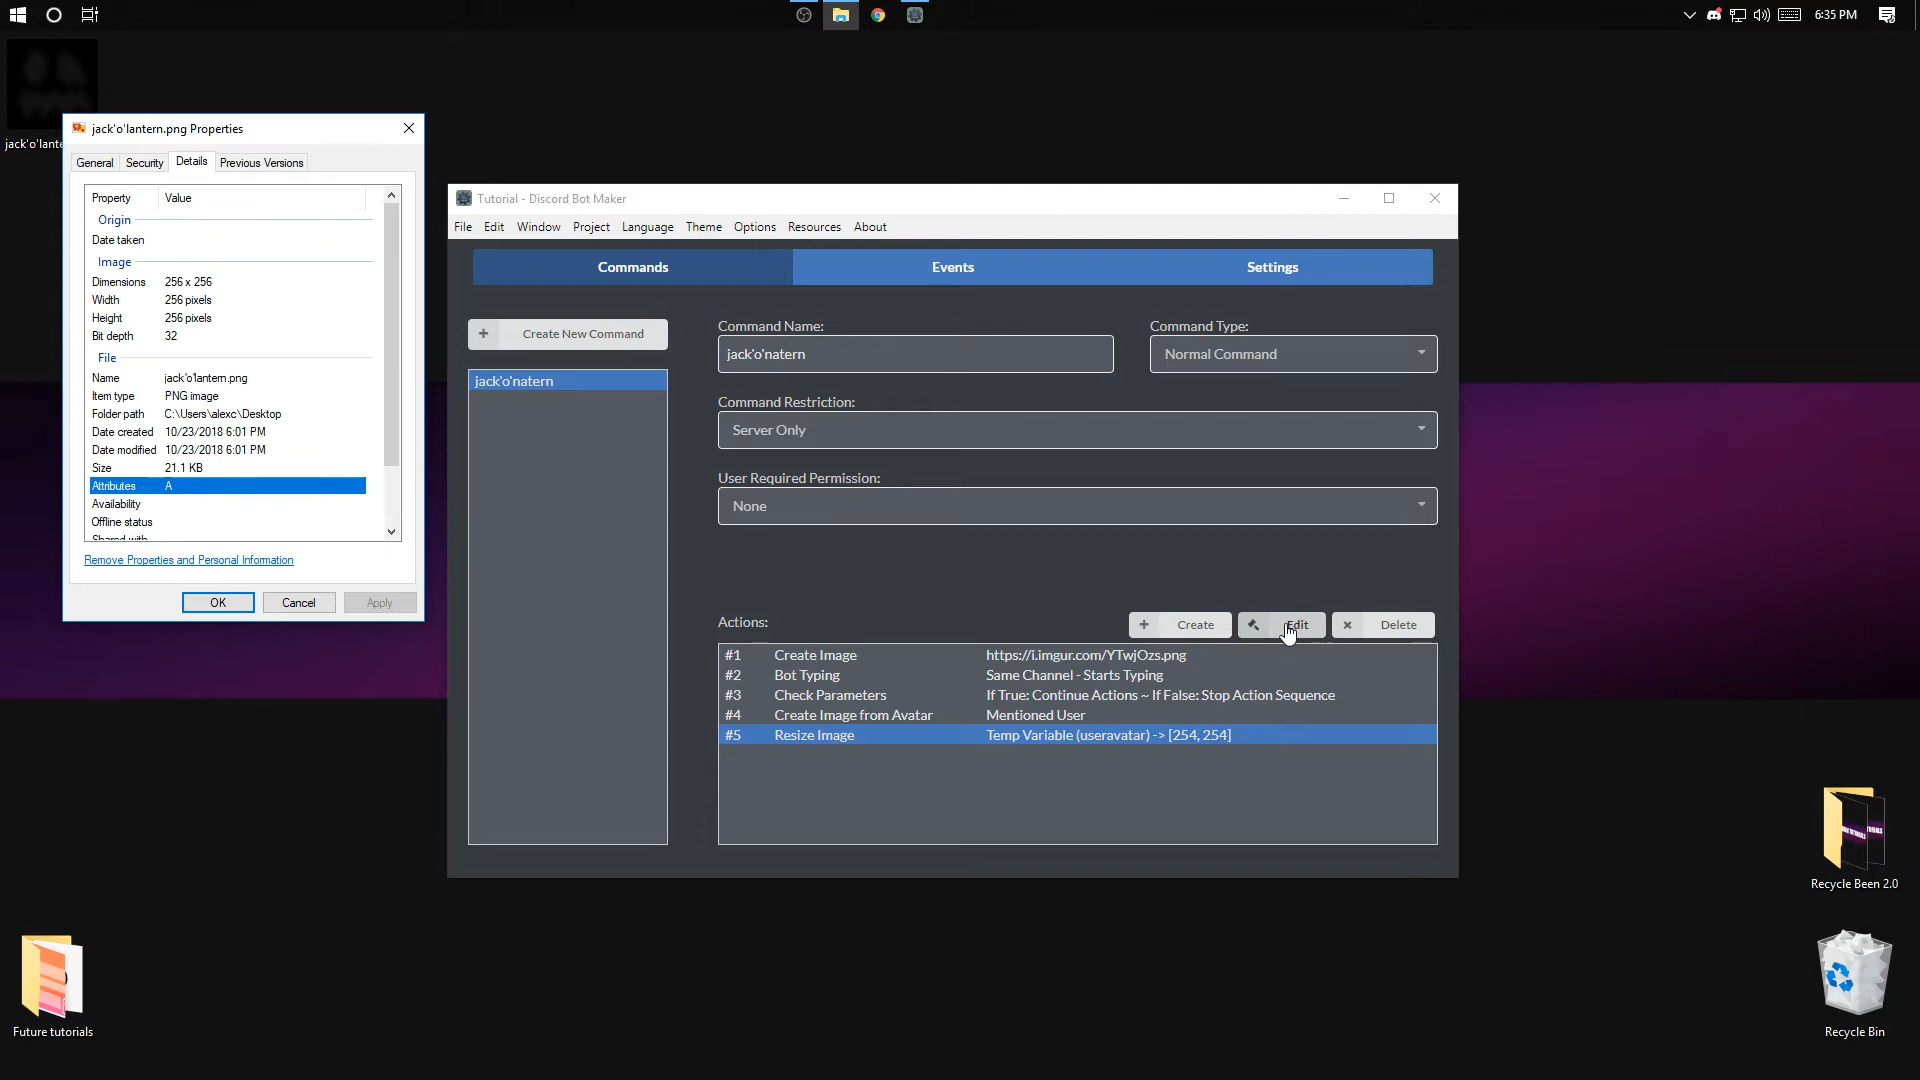 6:35 PM
jack'o'lante
jack'o'lantern.png Properties
General Security Details Previous Versions
Property Value
Origin
Date taken
Image
Dimensions 256 x 256
Width 256 pixels
Height 256 pixels
Bit depth 32
File
Name jack'o'lantern.png
Item type PNG image
Folder path C:\Users\alexc\Desktop
Date created 10/23/2018 6:01 PM
Date modified 10/23/2018 6:01 PM
Size 21.1 KB
Attributes A
Availability
Offline status
Shared with
Remove Properties and Personal Information
OK Cancel Apply
Tutorial - Discord Bot Maker
File Edit Window Project Language Theme Options Resources About
Commands Events Settings
+ Create New Command
jack'o'natern
Command Name:
jack'o'natern
Command Type:
Normal Command
Command Restriction:
Server Only
User Required Permission:
None
Actions:
+ Create Edit × Delete
#1 Create Image https://i.imgur.com/YTwjOzs.png
#2 Bot Typing Same Channel - Starts Typing
#3 Check Parameters If True: Continue Actions ~ If False: Stop Action Sequence
#4 Create Image from Avatar Mentioned User
#5 Resize Image Temp Variable (useravatar) -> [254, 254]
Recycle Been 2.0
Future tutorials
Recycle Bin